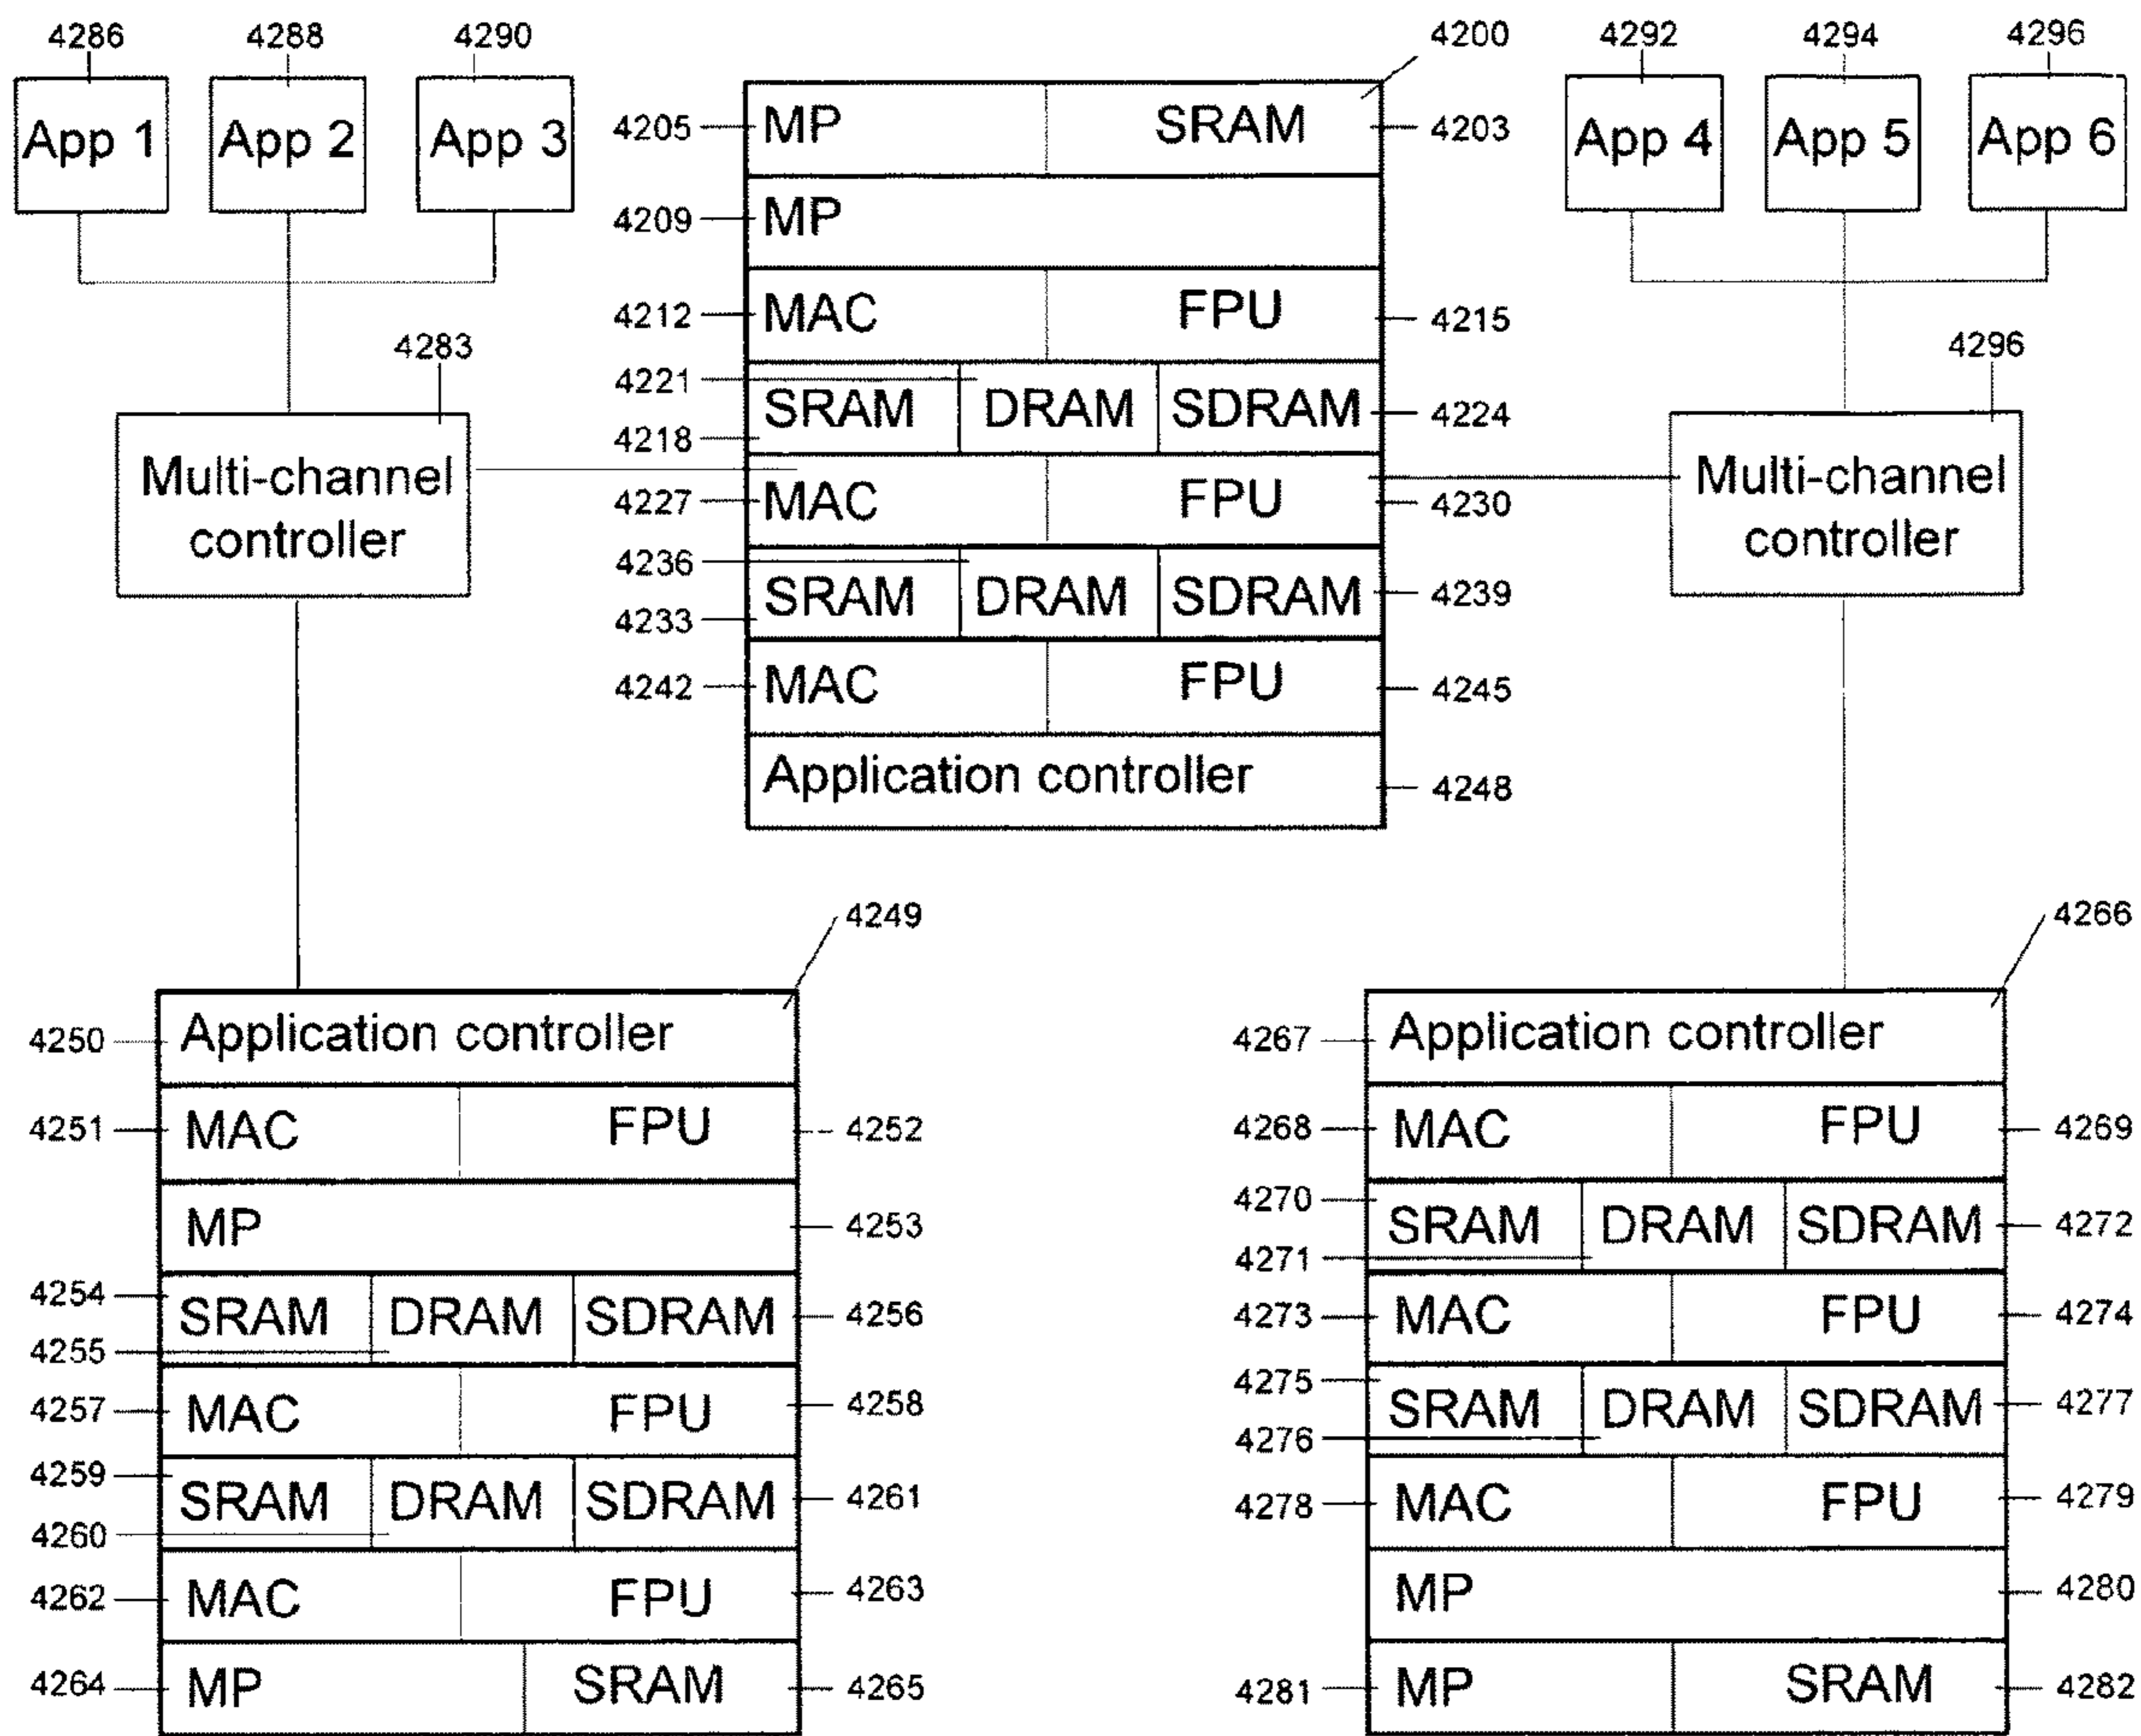 4286 4288 4290
App 1 App 2 App 3
4283
Multi-channel
controller
4200
4205 MP SRAM 4203
4209 MP
4212 MAC FPU 4215
4221
SRAM DRAM SDRAM 4224
4218
4227 MAC FPU 4230
4236
SRAM DRAM SDRAM 4239
4233
4242 MAC FPU 4245
Application controller 4248
4292 4294 4296
App 4 App 5 App 6
4296
Multi-channel
controller
4249
4250 Application controller
4251 MAC FPU 4252
MP 4253
4254
SRAM DRAM SDRAM 4256
4255
4257 MAC FPU 4258
4259
SRAM DRAM SDRAM 4261
4260
4262 MAC FPU 4263
4264 MP SRAM 4265
4266
4267 Application controller
4268 MAC FPU 4269
4270
SRAM DRAM SDRAM 4272
4271
4273 MAC FPU 4274
4275
SRAM DRAM SDRAM 4277
4276
4278 MAC FPU 4279
MP 4280
4281 MP SRAM 4282